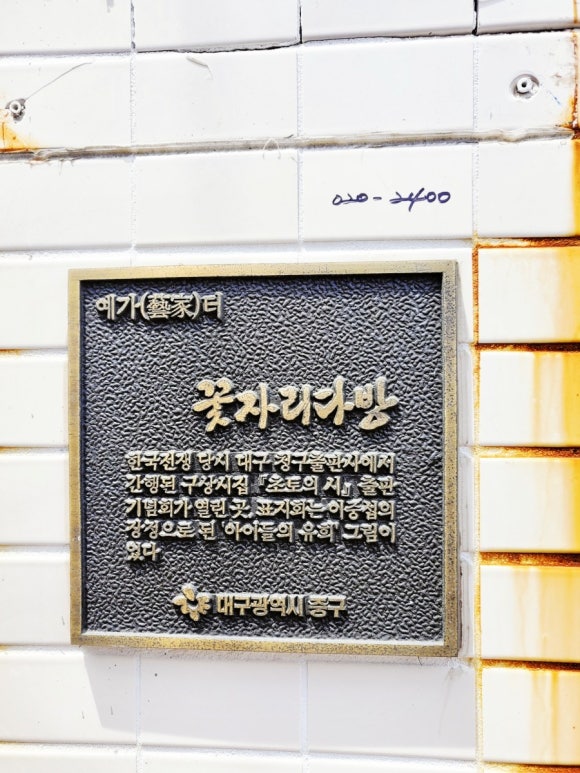 020-2400
예가(藝家)터
꽃자리다방
한국전쟁 당시 대구 청구출판사에서
간행된 구상시집 『초토의 시』 출판
기념회가 열린 곳. 표지화는 이중섭의
장정으로 된 '아이들의 유희' 그림이
었다
대구광역시 중구